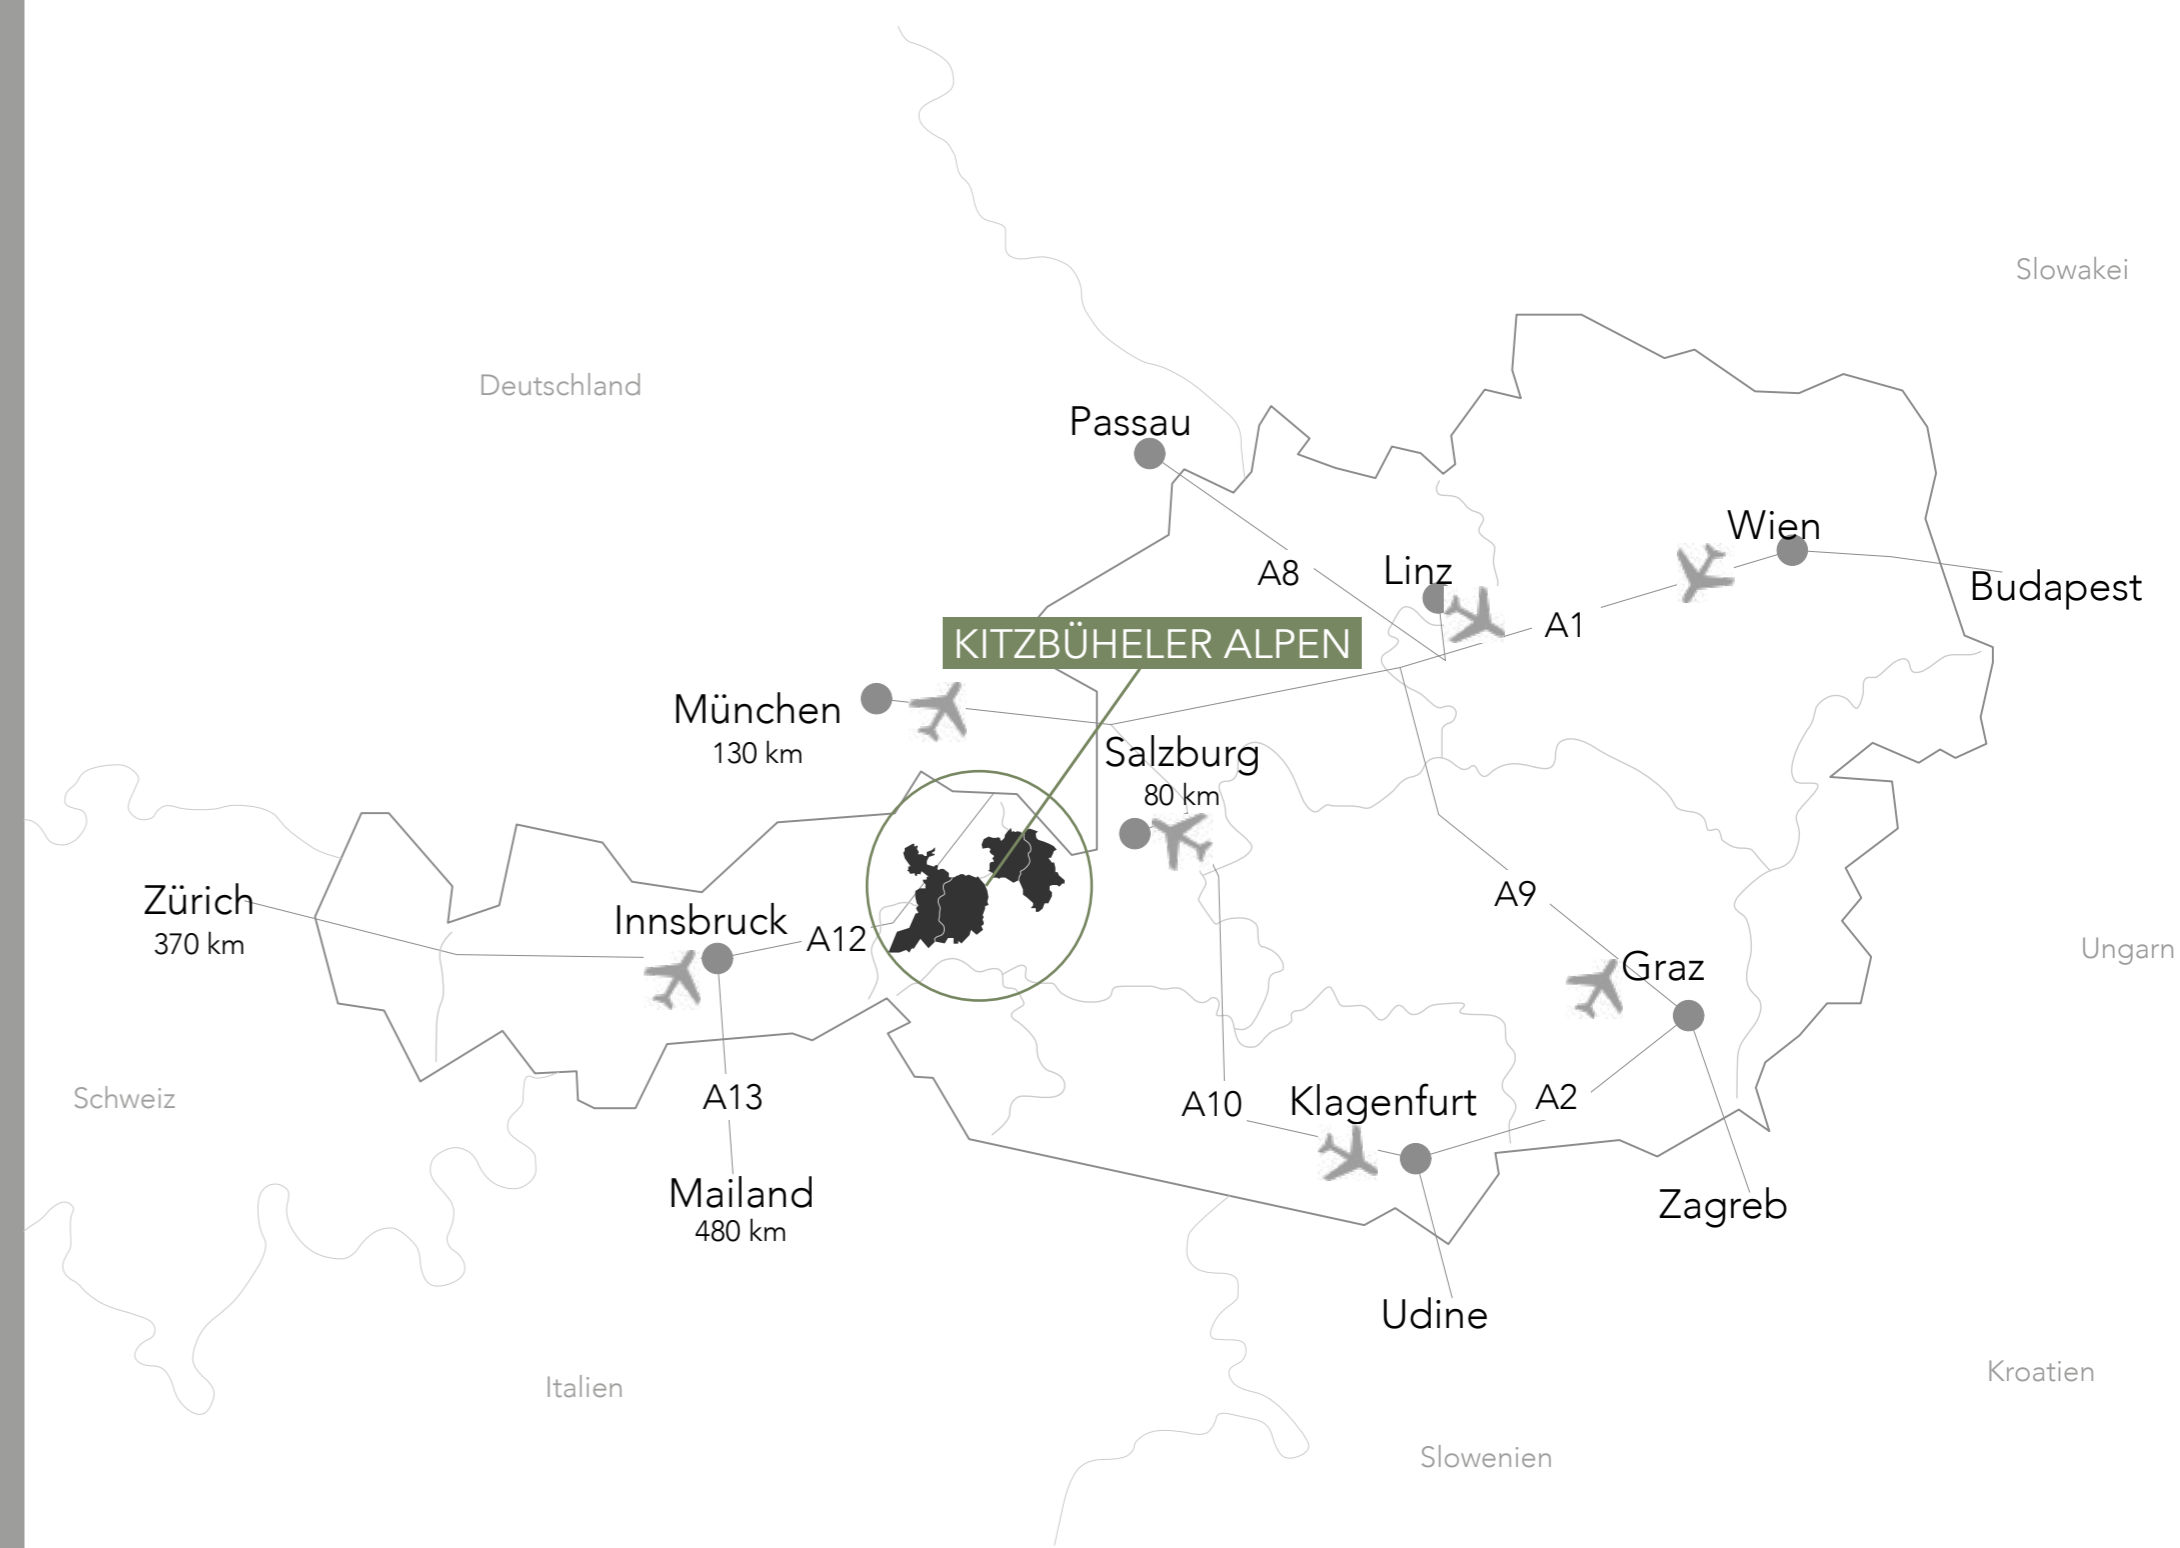 Slowakei
Deutschland
Passau
Wien
Linz
A8
Budapest
A1
KITZBÜHELER ALPEN
München
130 km
Salzburg
80 km
Zürich
370 km
Innsbruck
A12
A9
Graz
Ungarn
Schweiz
A13
A10
Klagenfurt
A2
Mailand
480 km
Zagreb
Udine
Italien
Kroatien
Slowenien